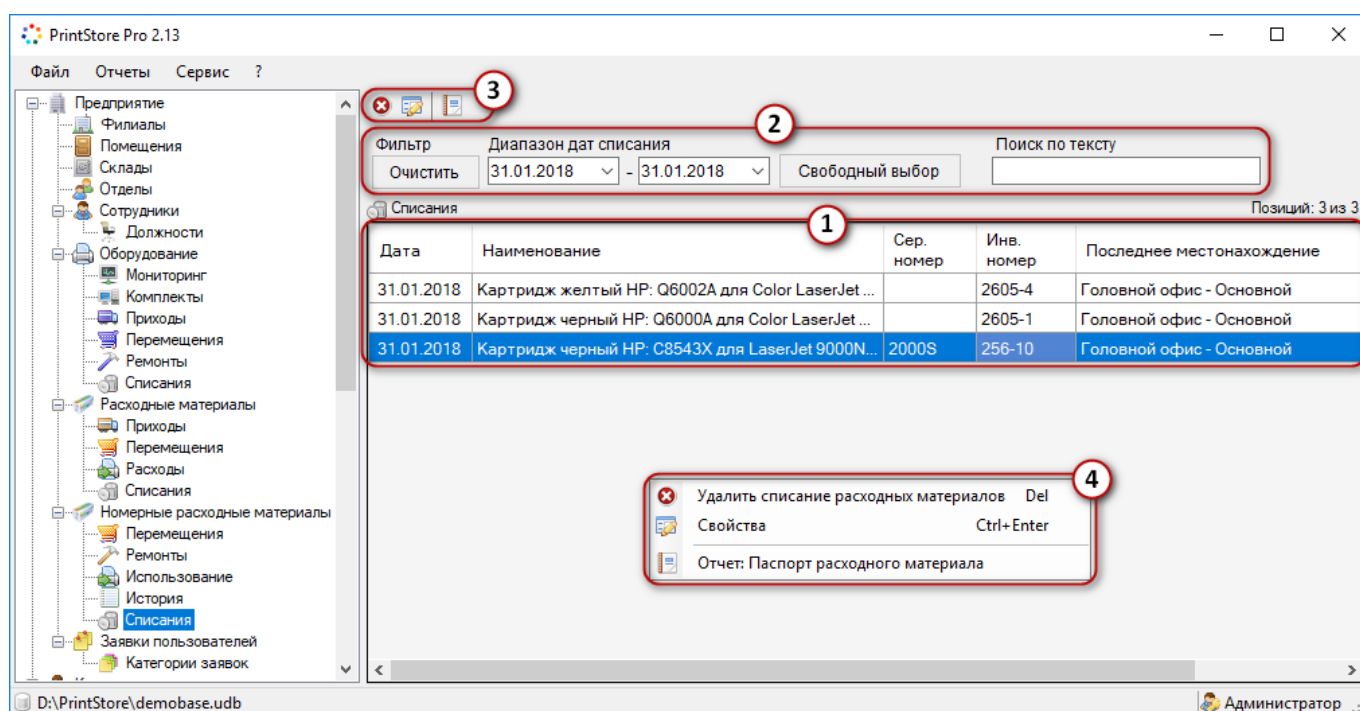 PrintStore Pro 2.13
Файл Отчеты Сервис ?
Предприятие
Филиалы
Помещения
Склады
Отделы
Сотрудники
Должности
Оборудование
Мониторинг
Комплекты
Приходы
Перемещения
Ремонты
Списания
Расходные материалы
Приходы
Перемещения
Расходы
Списания
Номерные расходные материалы
Перемещения
Ремонты
Использование
История
Списания
Заявки пользователей
Категории заявок
3
2
Фильтр Диапазон дат списания Поиск по тексту
Очистить 31.01.2018 - 31.01.2018 Свободный выбор
Списания Позиций: 3 из 3
1
Дата Наименование Сер. номер Инв. номер Последнее местонахождение
31.01.2018 Картридж желтый HP: Q6002A для Color LaserJet ... 2605-4 Головной офис - Основной
31.01.2018 Картридж черный HP: Q6000A для Color LaserJet ... 2605-1 Головной офис - Основной
31.01.2018 Картридж черный HP: C8543X для LaserJet 9000N... 2000S 256-10 Головной офис - Основной
4
Удалить списание расходных материалов Del
Свойства Ctrl+Enter
Отчет: Паспорт расходного материала
D:\PrintStore\demobase.udb Администратор